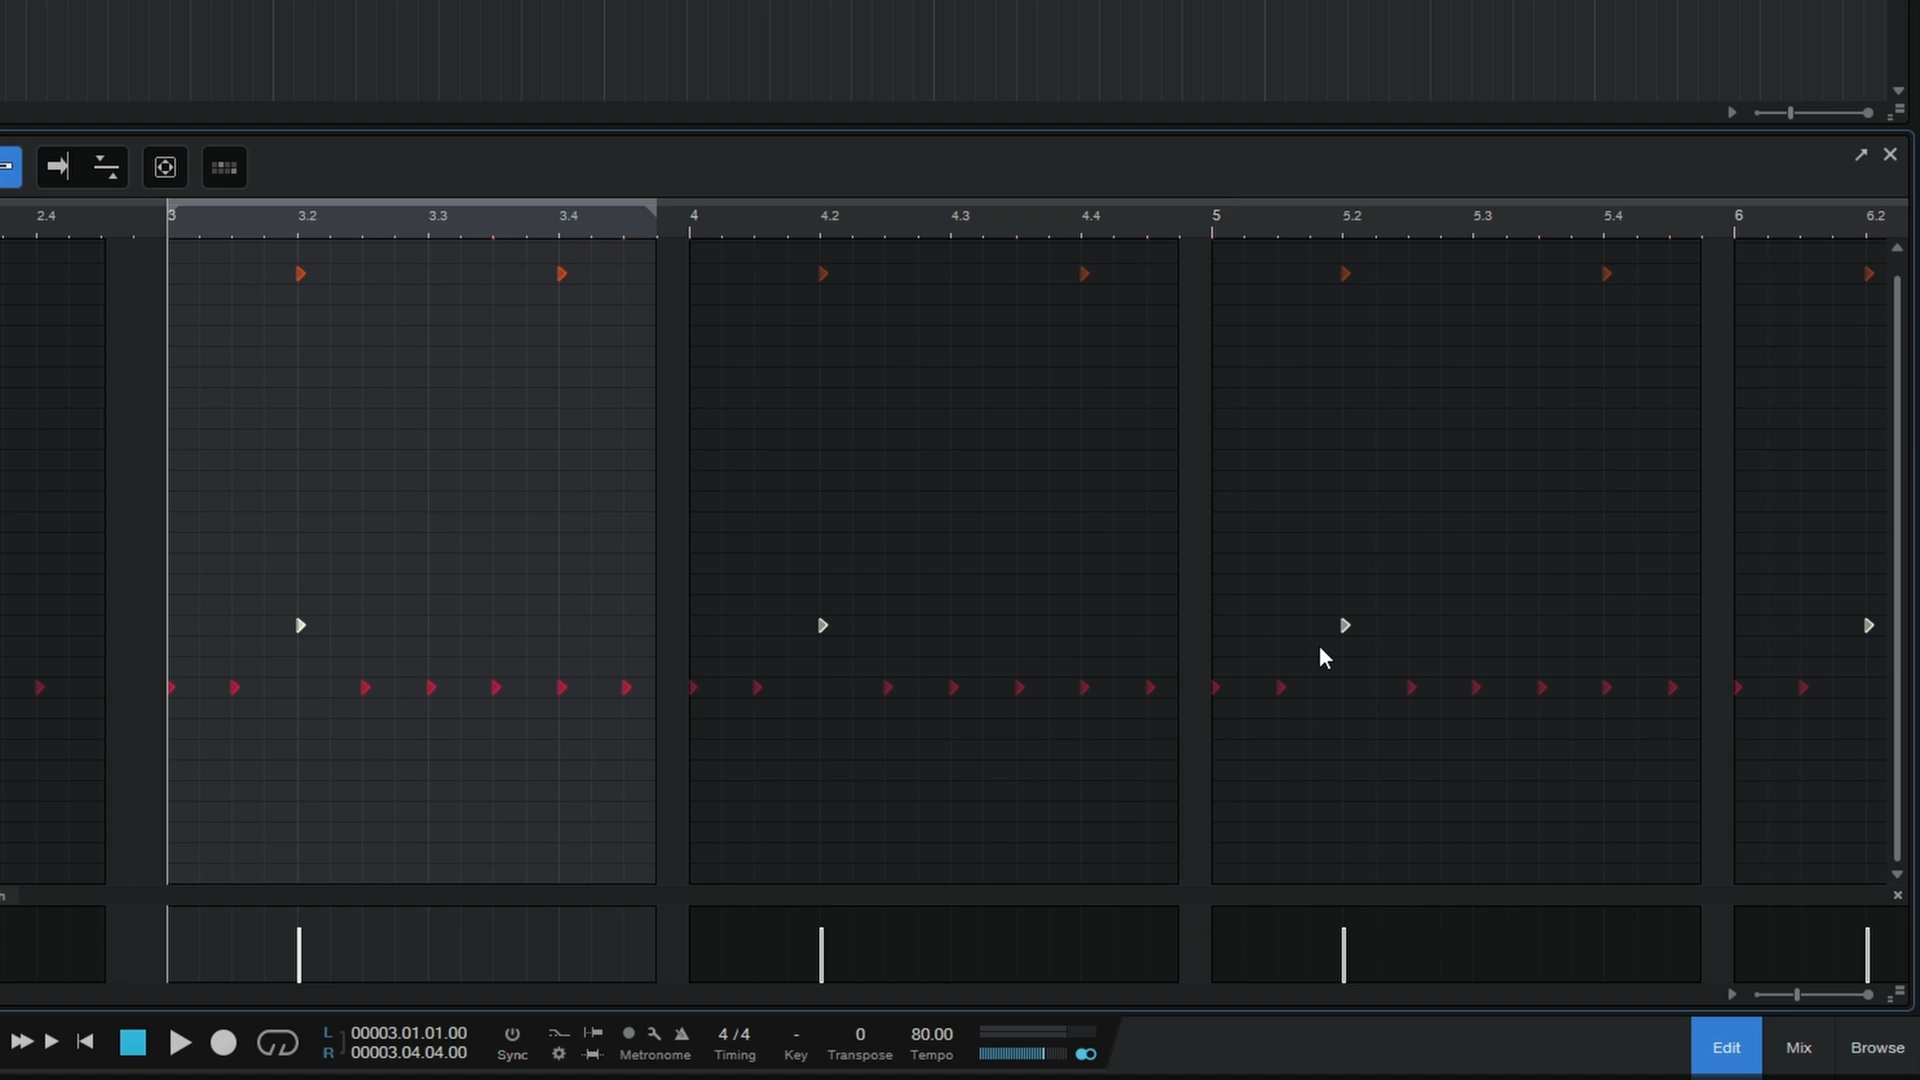 2.4 3 3.2 3.3 3.4 4 4.2 4.3 4.4 5 5.2 5.3 5.4 6 6.2
h
L 00003.01.01.00
R 00003.04.04.00
Sync
Metronome
4 / 4
Timing
-
Key
0
Transpose
80.00
Tempo
Edit
Mix
Browse